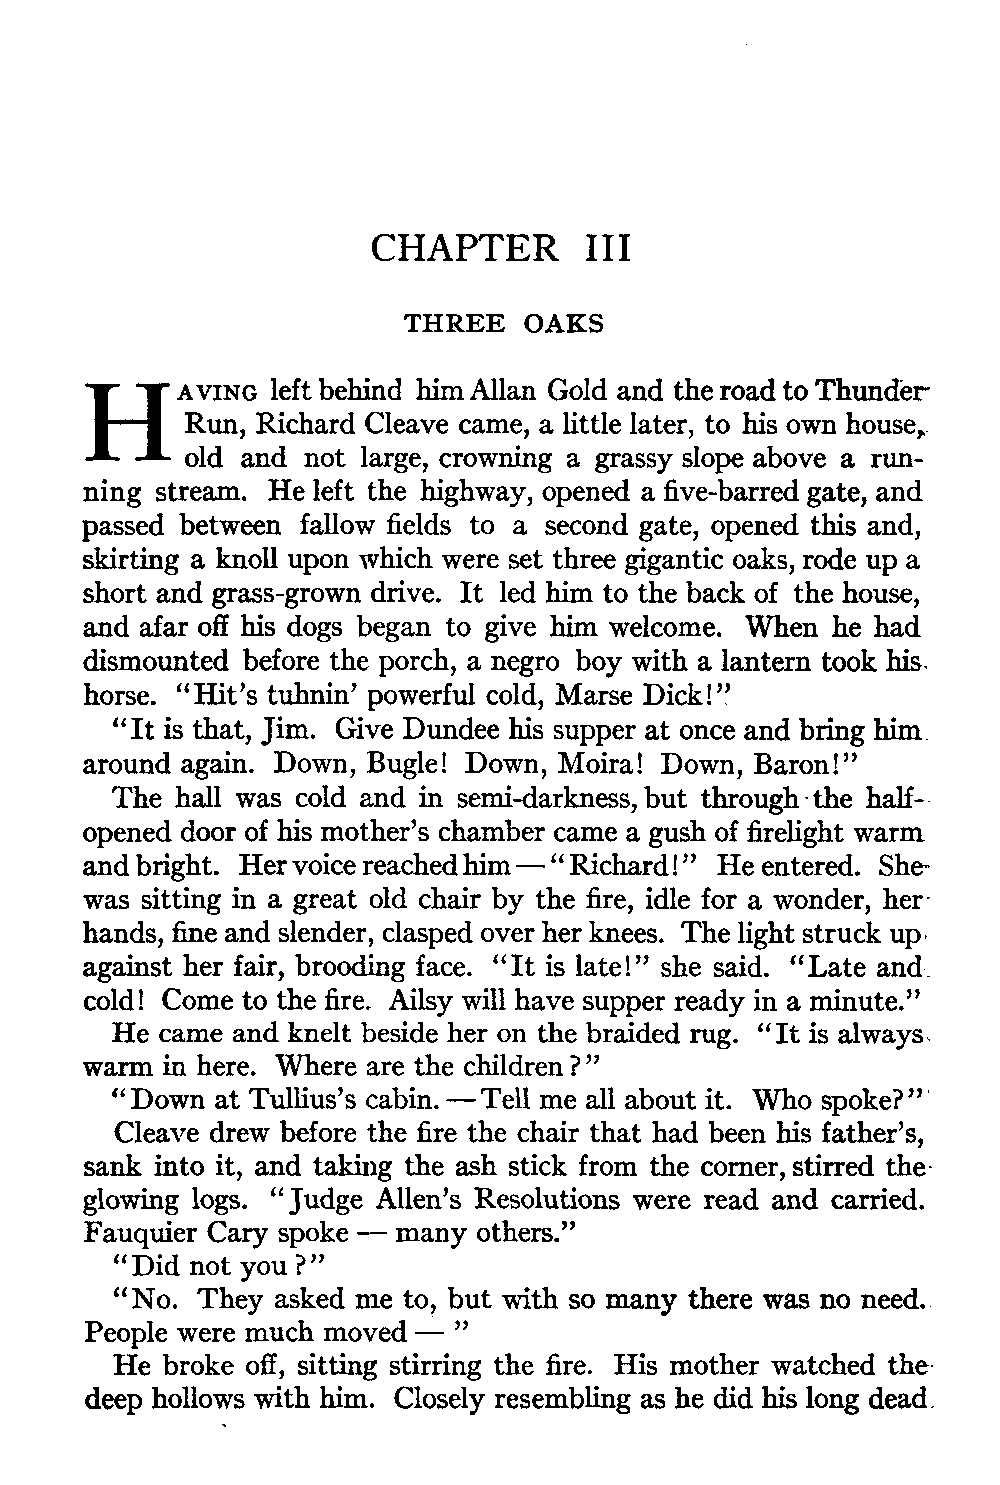 CHAPTER III
THREE OAKS
HAVING left behind him Allan Gold and the road to Thunder
Run, Richard Cleave came, a little later, to his own house,
old and not large, crowning a grassy slope above a run-
ning stream. He left the highway, opened a five-barred gate, and
passed between fallow fields to a second gate, opened this and,
skirting a knoll upon which were set three gigantic oaks, rode up a
short and grass-grown drive. It led him to the back of the house,
and afar off his dogs began to give him welcome. When he had
dismounted before the porch, a negro boy with a lantern took his
horse. "Hit's tuhnin' powerful cold, Marse Dick!"
"It is that, Jim. Give Dundee his supper at once and bring him
around again. Down, Bugle! Down, Moira! Down, Baron!"
The hall was cold and in semi-darkness, but through the half-
opened door of his mother's chamber came a gush of firelight warm
and bright. Her voice reached him — "Richard!" He entered. She
was sitting in a great old chair by the fire, idle for a wonder, her
hands, fine and slender, clasped over her knees. The light struck up
against her fair, brooding face. "It is late!" she said. "Late and
cold! Come to the fire. Ailsy will have supper ready in a minute."
He came and knelt beside her on the braided rug. "It is always
warm in here. Where are the children?"
"Down at Tullius's cabin. — Tell me all about it. Who spoke?"
Cleave drew before the fire the chair that had been his father's,
sank into it, and taking the ash stick from the corner, stirred the
glowing logs. "Judge Allen's Resolutions were read and carried.
Fauquier Cary spoke — many others."
"Did not you?"
"No. They asked me to, but with so many there was no need.
People were much moved — "
He broke off, sitting stirring the fire. His mother watched the
deep hollows with him. Closely resembling as he did his long dead